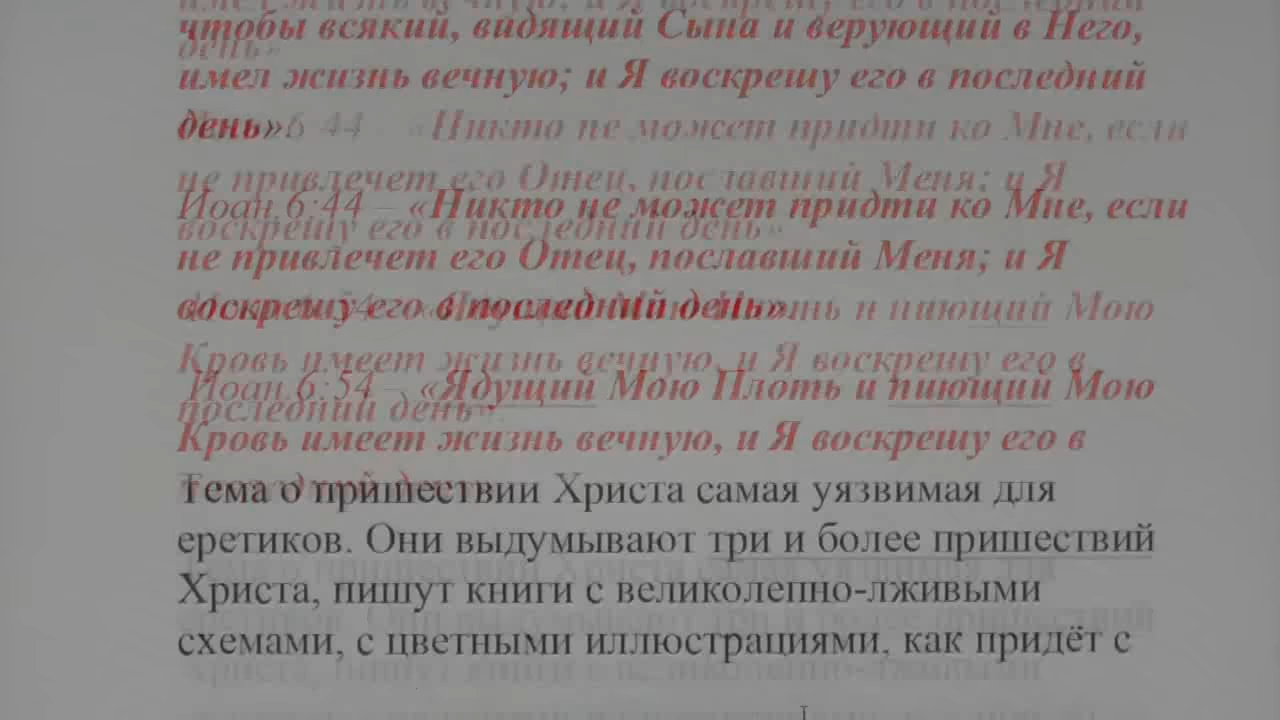 чтобы всякий, видящий Сына и верующий в Него,
имел жизнь вечную; и Я воскрешу его в последний
день»
Иоан.6:44 – «Никто не может придти ко Мне, если
не привлечет его Отец, пославший Меня; и Я
воскрешу его в последний день»
Иоан.6:54 – «Ядущий Мою Плоть и пиющий Мою
Кровь имеет жизнь вечную, и Я воскрешу его в
последний день»
Тема о пришествии Христа самая уязвимая для
еретиков. Они выдумывают три и более пришествий
Христа, пишут книги с великолепно-лживыми
схемами, с цветными иллюстрациями, как придёт с